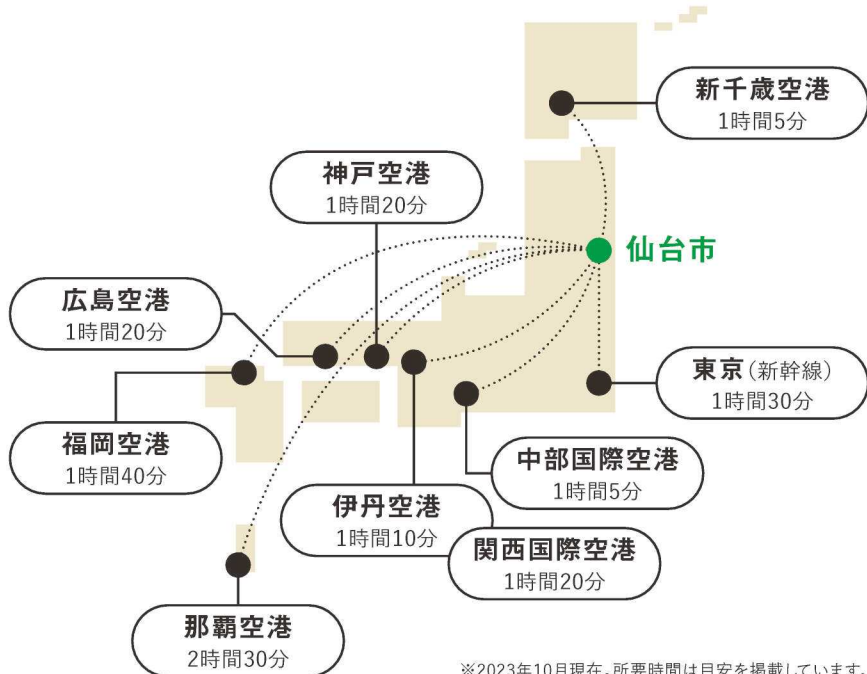 新千歳空港
1時間5分
神戸空港
1時間20分
仙台市
広島空港
1時間20分
東京(新幹線)
1時間30分
福岡空港
1時間40分
中部国際空港
1時間5分
伊丹空港
1時間10分
関西国際空港
1時間20分
那覇空港
2時間30分
※2023年10月現在。所要時間は目安を掲載しています。